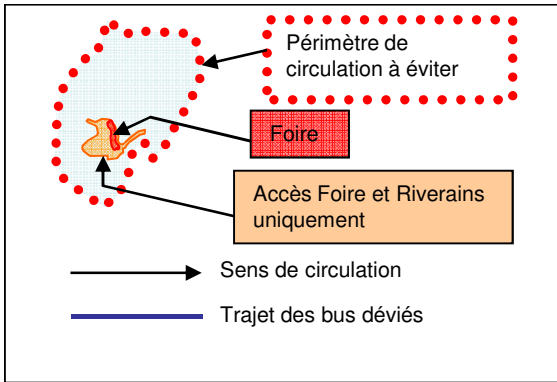 Périmètre de
circulation à éviter
Foire
Accès Foire et Riverains
uniquement
Sens de circulation
Trajet des bus déviés